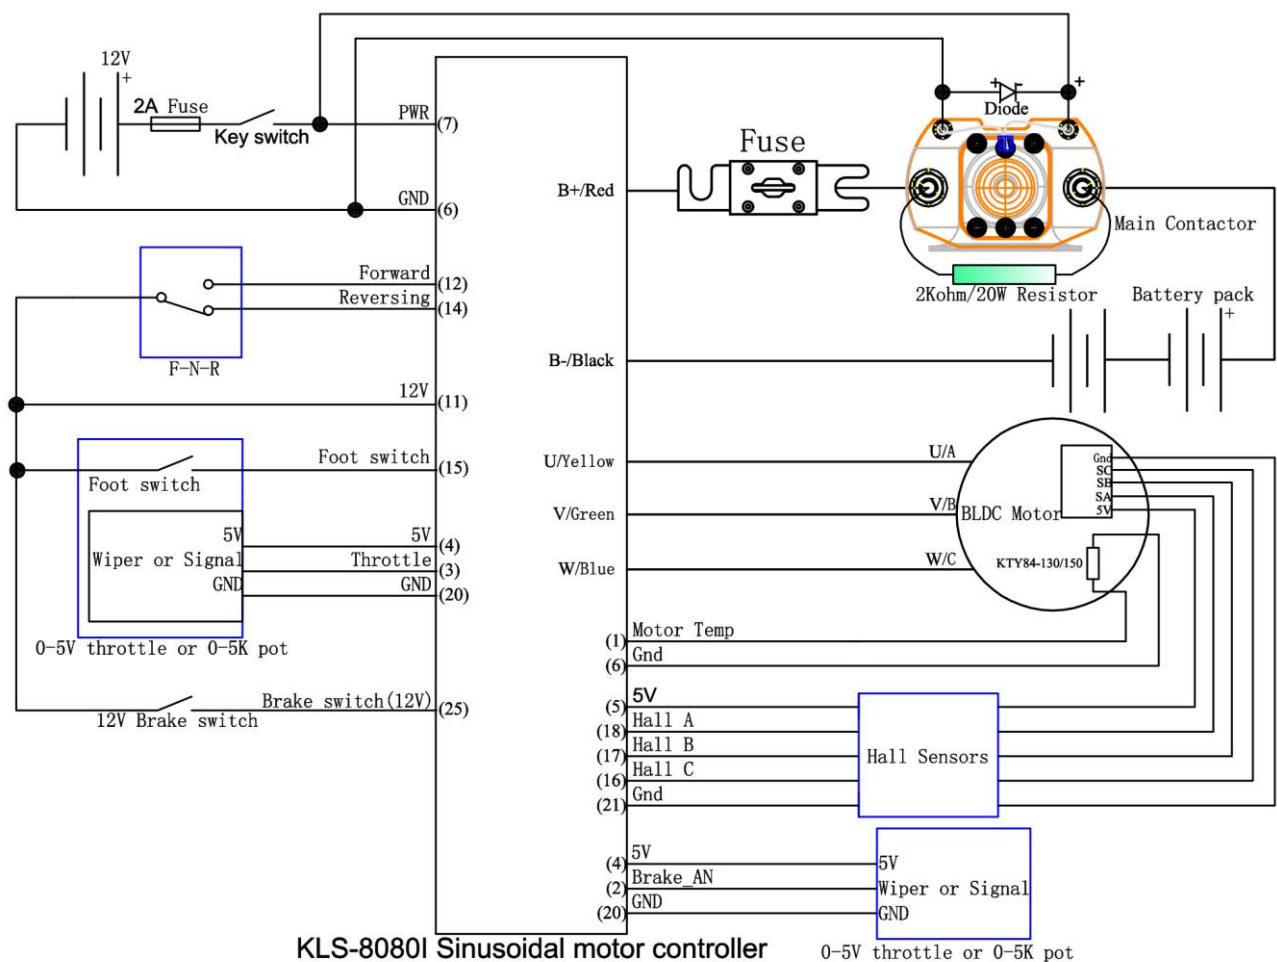 12V
+
2A Fuse
Key switch
PWR
(7)
GND
(6)
Forward
(12)
Reversing
(14)
F-N-R
12V
(11)
Foot switch
(15)
Foot switch
5V
5V
(4)
Wiper or Signal
Throttle
(3)
GND
GND
(20)
0-5V throttle or 0-5K pot
Brake switch(12V)
(25)
12V Brake switch
B+/Red
Fuse
+
-
+
Diode
Main Contactor
2Kohm/20W Resistor
Battery pack
+
B-/Black
U/Yellow
U/A
V/Green
V/B
W/Blue
W/C
BLDC Motor
Gnd
SC
SB
SA
5V
KTY84-130/150
(1)
Motor Temp
(6)
Gnd
(5)
5V
(18)
Hall A
(17)
Hall B
(16)
Hall C
(21)
Gnd
Hall Sensors
(4)
5V
5V
(2)
Brake_AN
Wiper or Signal
(20)
GND
GND
0-5V throttle or 0-5K pot
KLS-8080I Sinusoidal motor controller